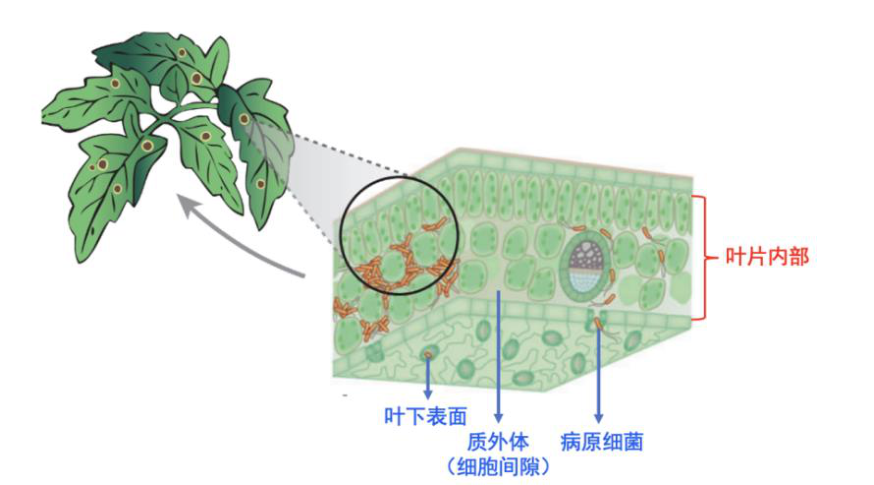 叶片内部
叶下表面
质外体
(细胞间隙)
病原细菌